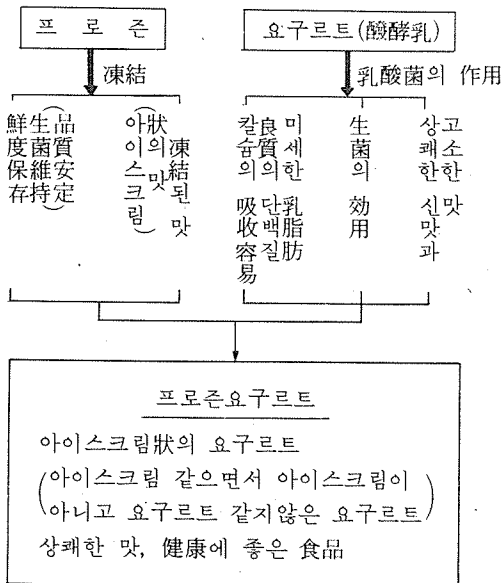 프로즌
요구르트(醱酵乳)
凍結
乳酸菌의 作用
鮮度保存
生菌維持
(品質安定)
(아이스크림
狀의 맛)
凍結된 맛
칼슘의 吸收容易
良質의 단백질
미세한 乳脂肪
生菌의 効用
상쾌한 신맛과
고소한 맛
프로즌요구르트
아이스크림狀의 요구르트
(아이스크림 같으면서 아이스크림이
아니고 요구르트 같지않은 요구르트)
상쾌한 맛, 健康에 좋은 食品